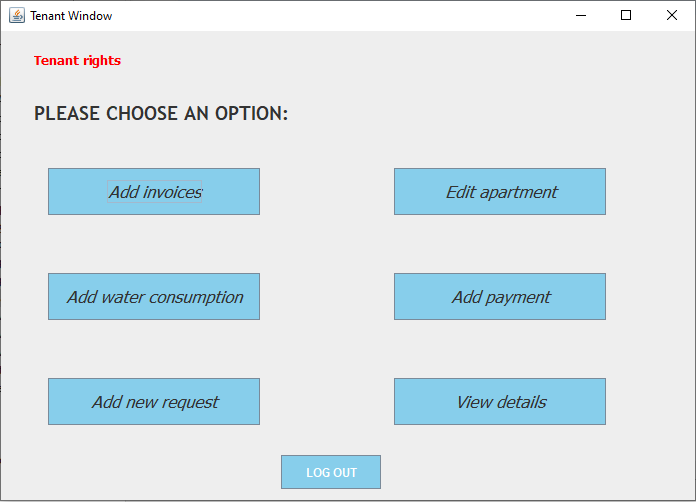 Tenant Window
Tenant rights
PLEASE CHOOSE AN OPTION:
Add invoices
Edit apartment
Add water consumption
Add payment
Add new request
View details
LOG OUT